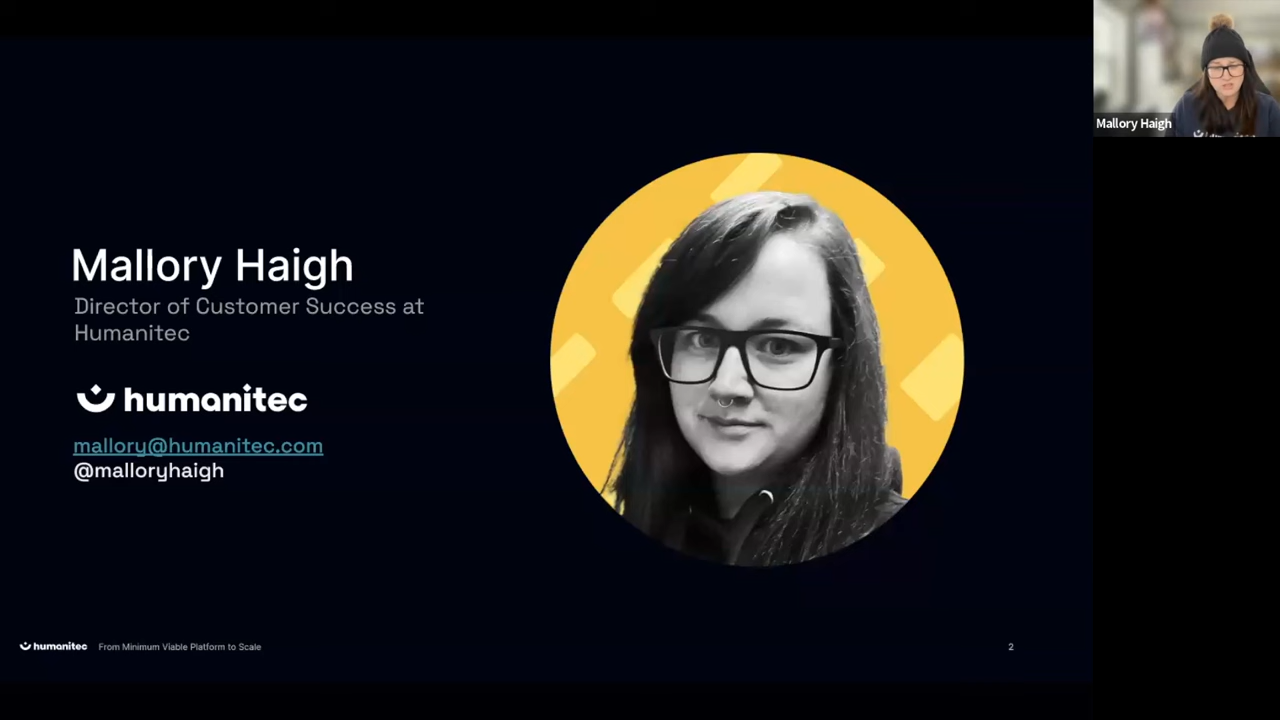 Mallory Haigh
Director of Customer Success at
Humanitec
humanitec
mallory@humanitec.com
@malloryhaigh
humanitec From Minimum Viable Platform to Scale
2
Mallory Haigh